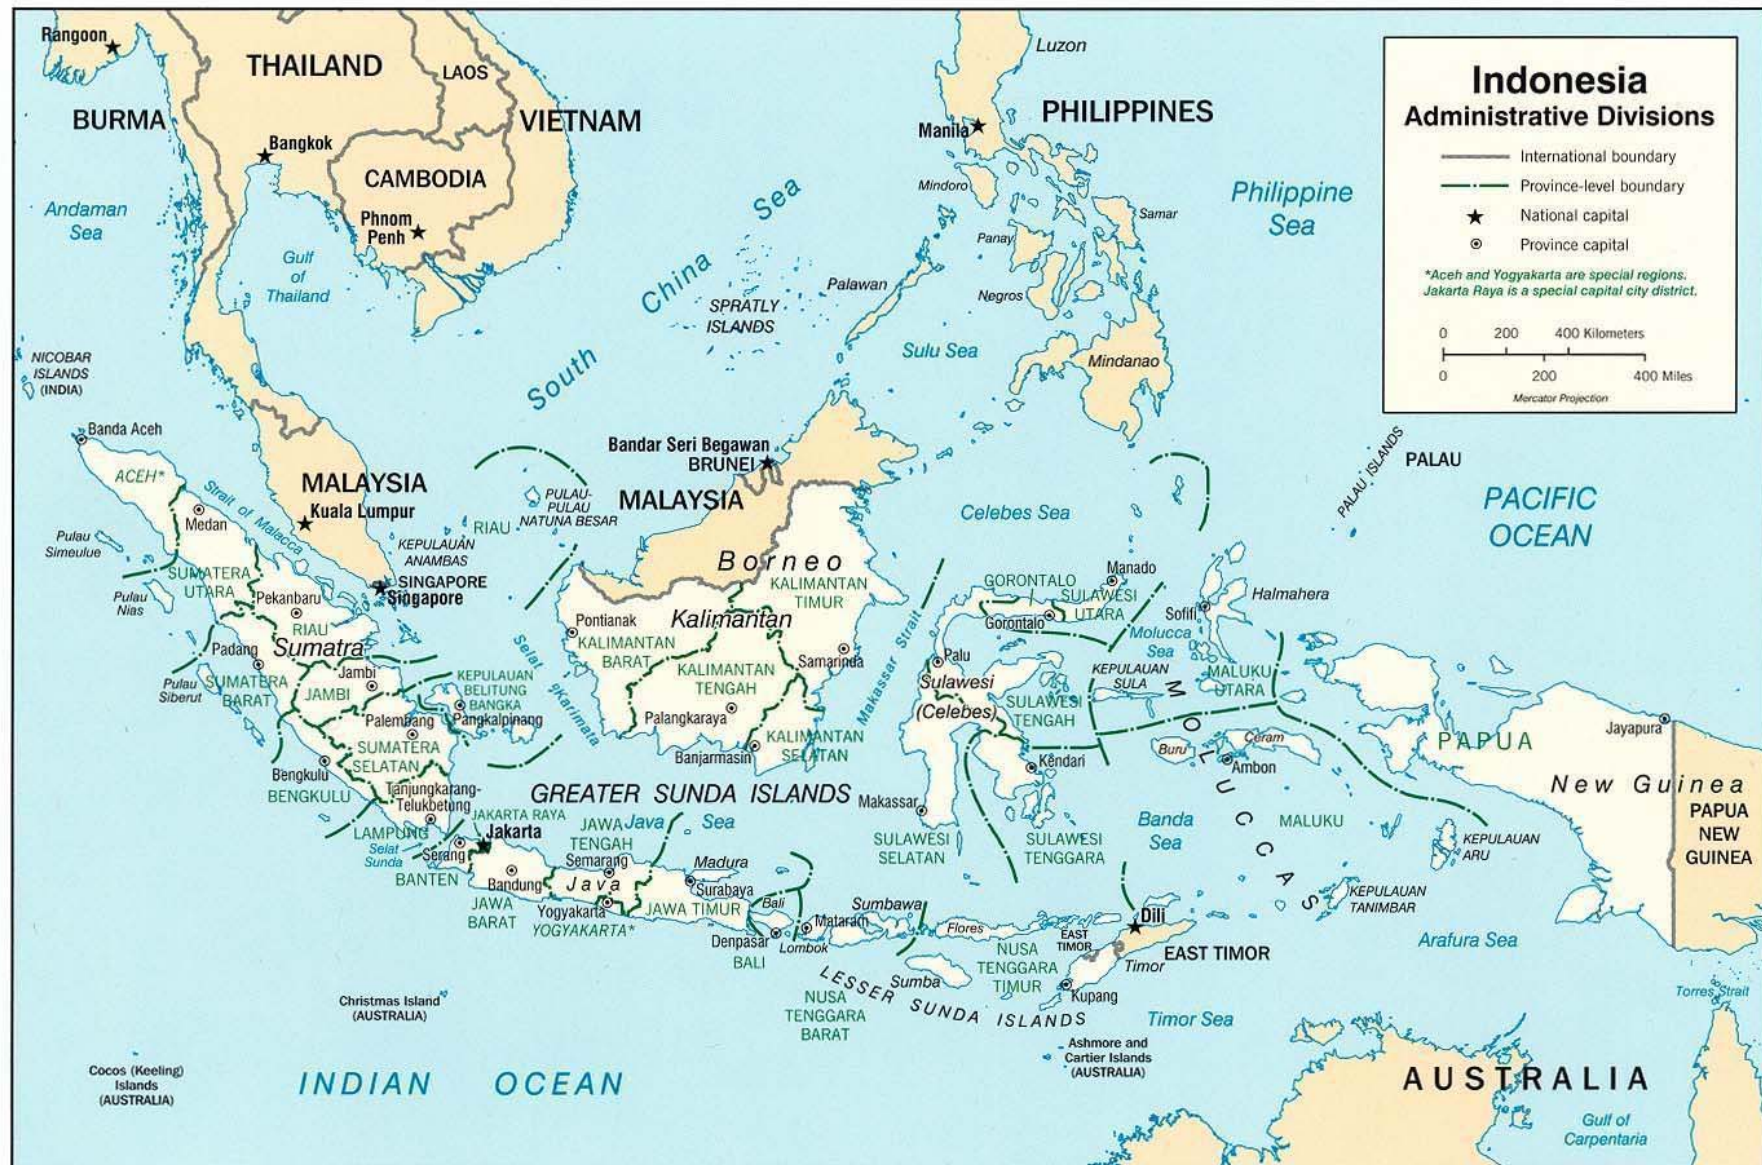 Rangoon
Luzon
THAILAND
LAOS
BURMA
VIETNAM
Bangkok
Manila
PHILIPPINES
Indonesia
Administrative Divisions
International boundary
Province-level boundary
National capital
Province capital
*Aceh and Yogyakarta are special regions.
Jakarta Raya is a special capital city district.
0 200 400 Kilometers
0 200 400 Miles
Mercator Projection
CAMBODIA
Mindoro
Philippine
Sea
Andaman
Sea
Phnom
Penh
Samar
Panay
Gulf
of
Thailand
South China Sea
Palawan
Negros
SPRATLY
ISLANDS
NICOBAR
ISLANDS
(INDIA)
Sulu Sea
Mindanao
Banda Aceh
Bandar Seri Begawan
BRUNEI
PALAU ISLANDS
PALAU
ACEH*
Strait of Malacca
MALAYSIA
Kuala Lumpur
MALAYSIA
PULAU-
PULAU
NATUNA BESAR
RIAU
Celebes Sea
PACIFIC
OCEAN
Medan
Pulau
Simeulue
KEPULAUAN
ANAMBAS
Borneo
SUMATERA
UTARA
SINGAPORE
Singapore
KALIMANTAN
TIMUR
GORONTALO
Manado
SULAWESI
UTARA
Halmahera
Sofifi
Pulau
Nias
Pekanbaru
RIAU
Pontianak
Kalimantan
Gorontalo
Molucca
Sea
Padang
Sumatra
KALIMANTAN
BARAT
Samarinda
Makassar Strait
Palu
KEPULAUAN
SULA
MALUKU
UTARA
Pulau
Siberut
SUMATERA
BARAT
Jambi
JAMBI
Selat Karimata
KEPULAUAN
BELITUNG
BANGKA
Pangkalpinang
KALIMANTAN
TENGAH
Sulawesi
(Celebes)
SULAWESI
TENGAH
MOLUCCAS
Palembang
Palangkaraya
Jayapura
SUMATERA
SELATAN
Banjarmasin
KALIMANTAN
SELATAN
Kendari
Buru
Ceram
Ambon
PAPUA
Bengkulu
BENGKULU
Tanjungkarang-
Telukbetung
GREATER SUNDA ISLANDS
Makassar
New Guinea
PAPUA
NEW
GUINEA
LAMPUNG
Selat
Sunda
JAKARTA RAYA
Jakarta
JAWA
TENGAH
Java Sea
SULAWESI
SELATAN
SULAWESI
TENGGARA
Banda
Sea
MALUKU
KEPULAUAN
ARU
Serang
BANTEN
Semarang
Madura
Bandung
Java
Surabaya
KEPULAUAN
TANIMBAR
JAWA
BARAT
Yogyakarta
YOGYAKARTA*
JAWA TIMUR
Bali
Mataram
Sumbawa
Denpasar
BALI
Lombok
Flores
EAST
TIMOR
Dili
EAST TIMOR
Arafura Sea
Timor
LESSER SUNDA ISLANDS
Sumba
NUSA
TENGGARA
TIMUR
Kupang
Torres Strait
Christmas Island
(AUSTRALIA)
NUSA
TENGGARA
BARAT
Timor Sea
Ashmore and
Cartier Islands
(AUSTRALIA)
Cocos (Keeling)
Islands
(AUSTRALIA)
INDIAN OCEAN
AUSTRALIA
Gulf of
Carpentaria